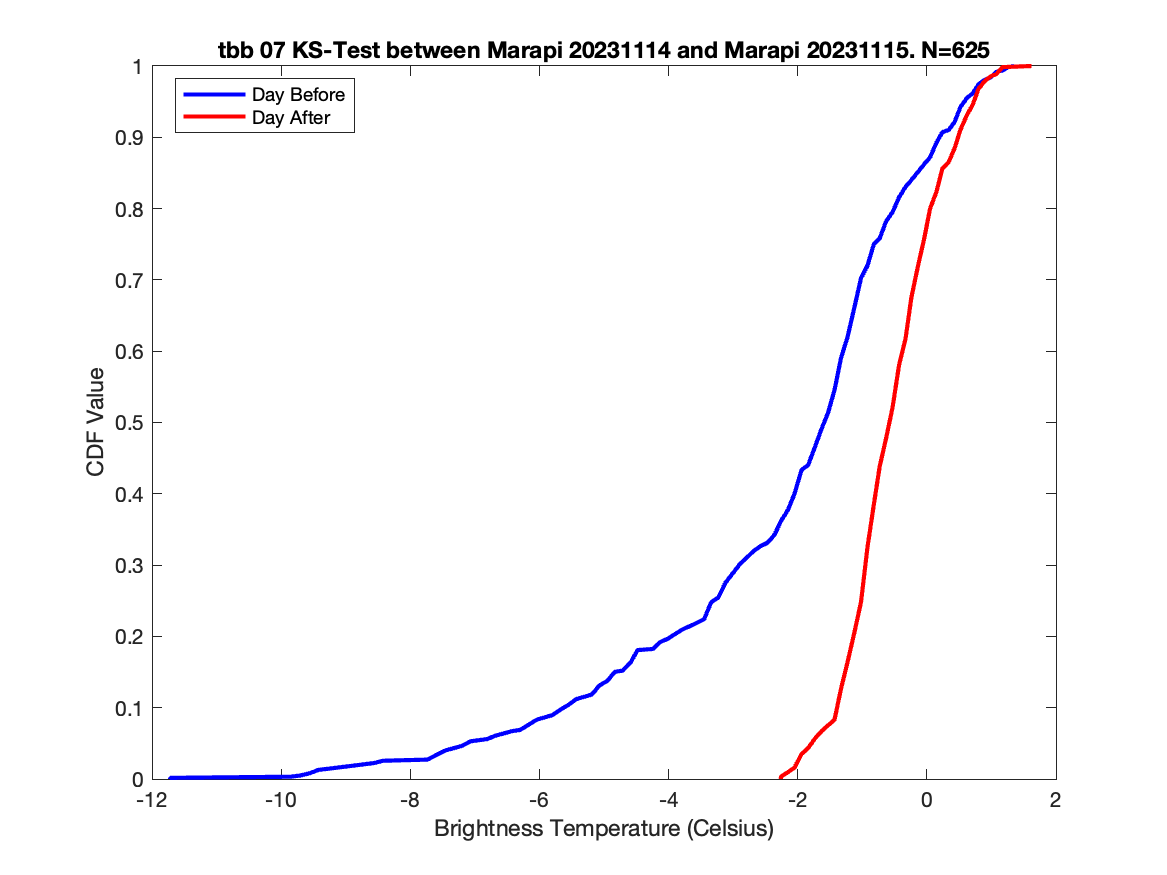 tbb 07 KS-Test between Marapi 20231114 and Marapi 20231115. N=625
Day Before
Day After
1
0.9
0.8
0.7
0.6
0.5
0.4
0.3
0.2
0.1
0
CDF Value
-12 -10 -8 -6 -4 -2 0 2
Brightness Temperature (Celsius)